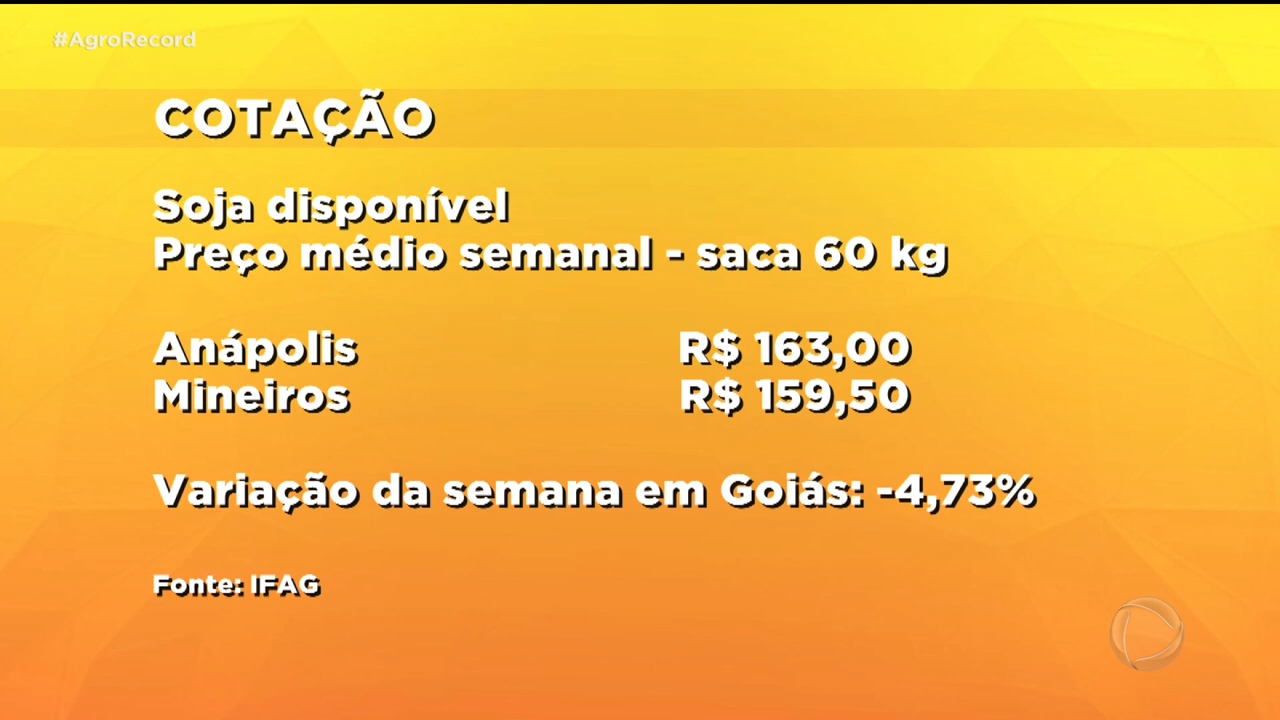 #AgroRecord
COTAÇÃO
Soja disponível
Preço médio semanal - saca 60 kg
Anápolis R$ 163,00
Mineiros R$ 159,50
Variação da semana em Goiás: -4,73%
Fonte: IFAG